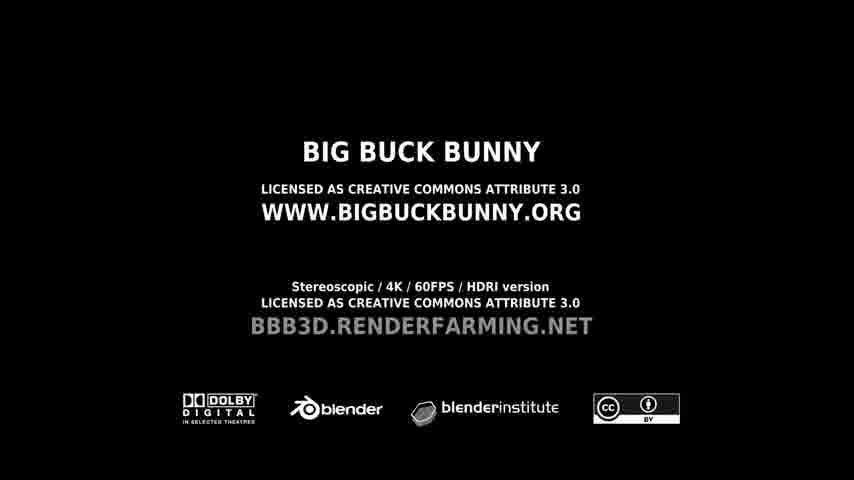 BIG BUCK BUNNY
LICENSED AS CREATIVE COMMONS ATTRIBUTE 3.0
WWW.BIGBUCKBUNNY.ORG
Stereoscopic / 4K / 60FPS / HDRI version
LICENSED AS CREATIVE COMMONS ATTRIBUTE 3.0
BBB3D.RENDERFARMING.NET
DOLBY
DIGITAL
IN SELECTED THEATRES
blender
blenderinstitute
cc
BY